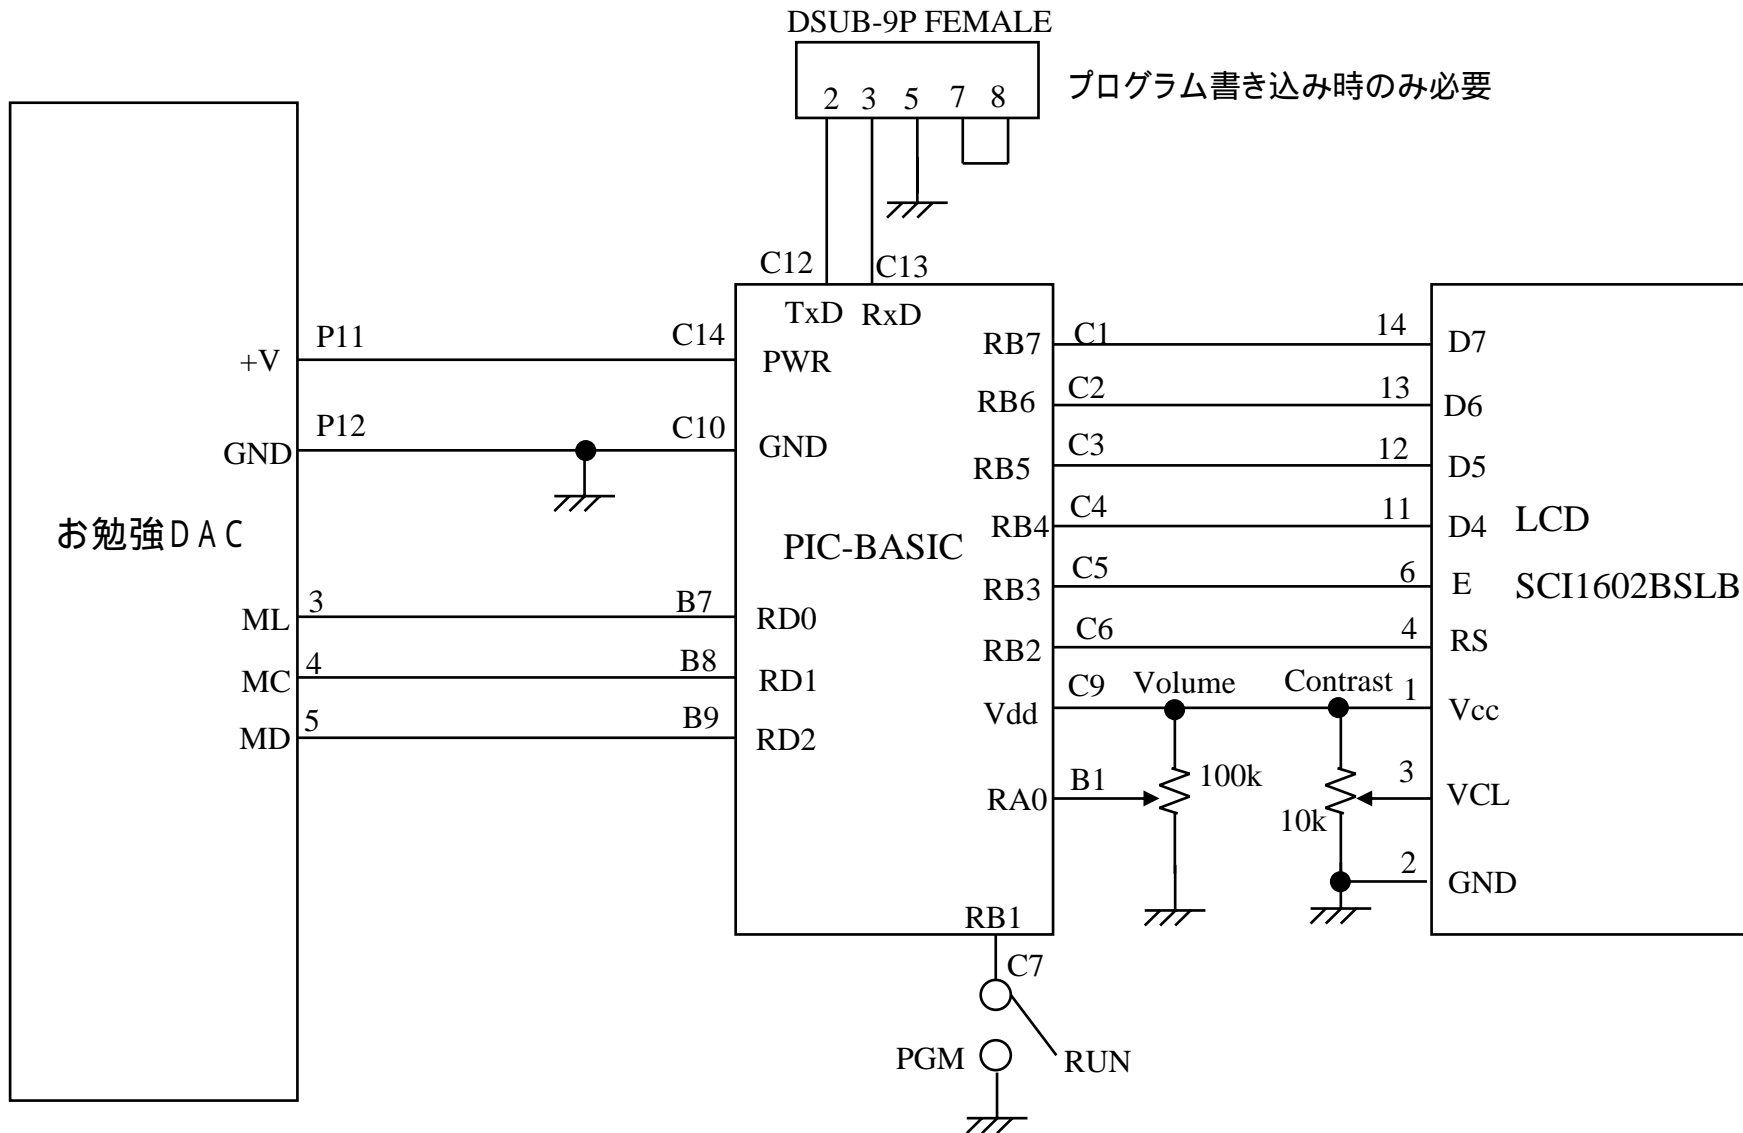 DSUB-9P FEMALE
プログラム書き込み時のみ必要
2 3 5 7 8
C12 C13
TxD RxD
P11 C14
+V PWR
P12 C10
GND GND
お勉強DAC
PIC-BASIC
3 B7
ML RD0
4 B8
MC RD1
5 B9
MD RD2
RB7 C1 14 D7
RB6 C2 13 D6
RB5 C3 12 D5
RB4 C4 11 D4
LCD
RB3 C5 6 E
SCI1602BSLB
RB2 C6 4 RS
Vdd C9 Volume Contrast 1 Vcc
RA0 B1 100k 10k 3 VCL
2 GND
RB1
C7
PGM RUN